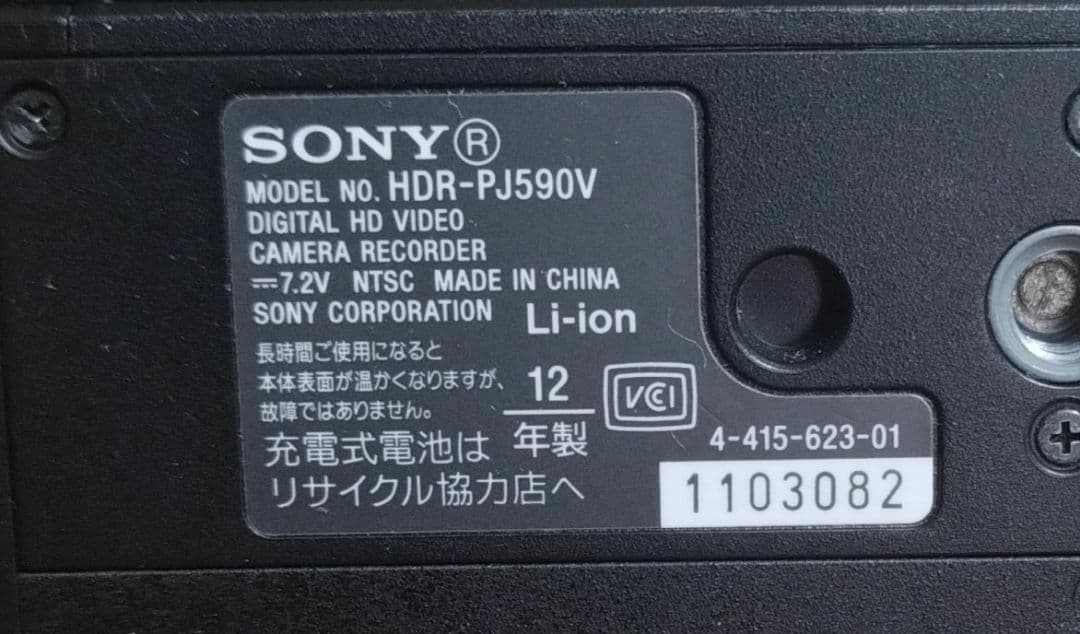 SONY®
MODEL NO. HDR-PJ590V
DIGITAL HD VIDEO
CAMERA RECORDER
⎓7.2V NTSC MADE IN CHINA
SONY CORPORATION Li-ion
長時間ご使用になると
本体表面が温かくなりますが、
故障ではありません。
12
年製
VCI
充電式電池は
リサイクル協力店へ
4-415-623-01
1103082